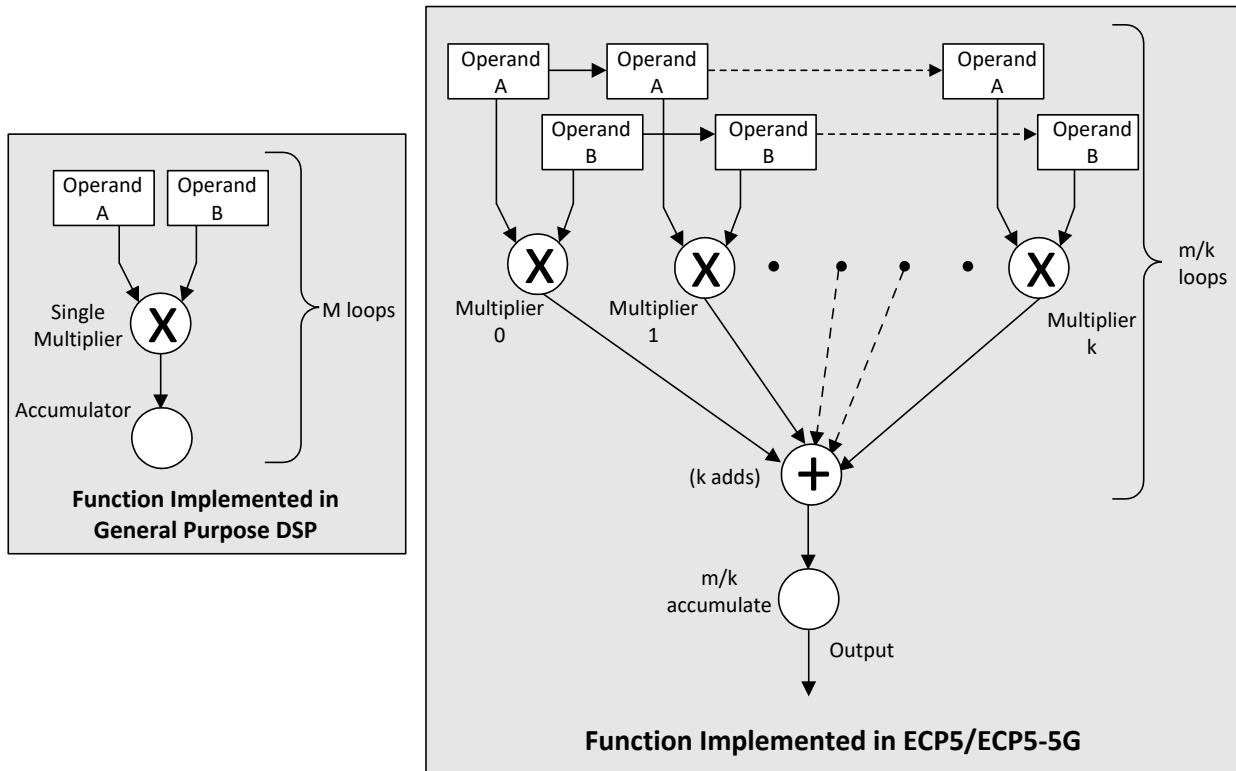 Operand
A
Operand
B
Single
Multiplier
X
M loops
Accumulator
Function Implemented in
General Purpose DSP
Operand
A
Operand
A
Operand
A
Operand
B
Operand
B
Operand
B
X
X
X
m/k
loops
Multiplier
0
Multiplier
1
Multiplier
k
(k adds)
+
m/k
accumulate
Output
Function Implemented in ECP5/ECP5-5G